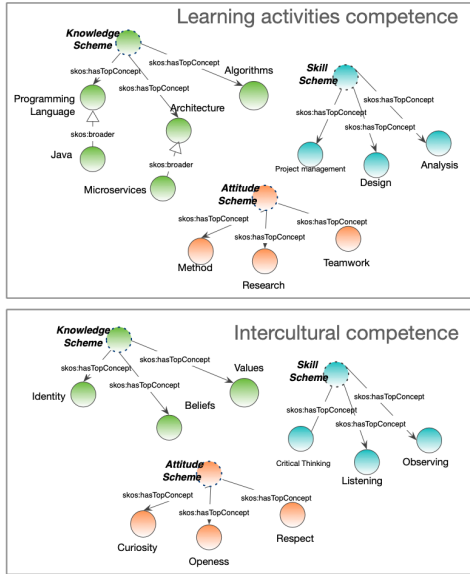 Learning activities competence
Knowledge
Scheme
skos:hasTopConcept
skos:hasTopConcept
skos:hasTopConcept
Algorithms
Programming
Language
Architecture
skos:broader
Java
skos:broader
Microservices
Skill
Scheme
skos:hasTopConcept
skos:hasTopConcept
skos:hasTopConcept
Project management
Design
Analysis
Attitude
Scheme
skos:hasTopConcept
skos:hasTopConcept
skos:hasTopConcept
Method
Research
Teamwork
Intercultural competence
Knowledge
Scheme
skos:hasTopConcept
skos:hasTopConcept
skos:hasTopConcept
Values
Identity
Beliefs
Skill
Scheme
skos:hasTopConcept
skos:hasTopConcept
skos:hasTopConcept
Critical Thinking
Listening
Observing
Attitude
Scheme
skos:hasTopConcept
skos:hasTopConcept
skos:hasTopConcept
Curiosity
Openess
Respect